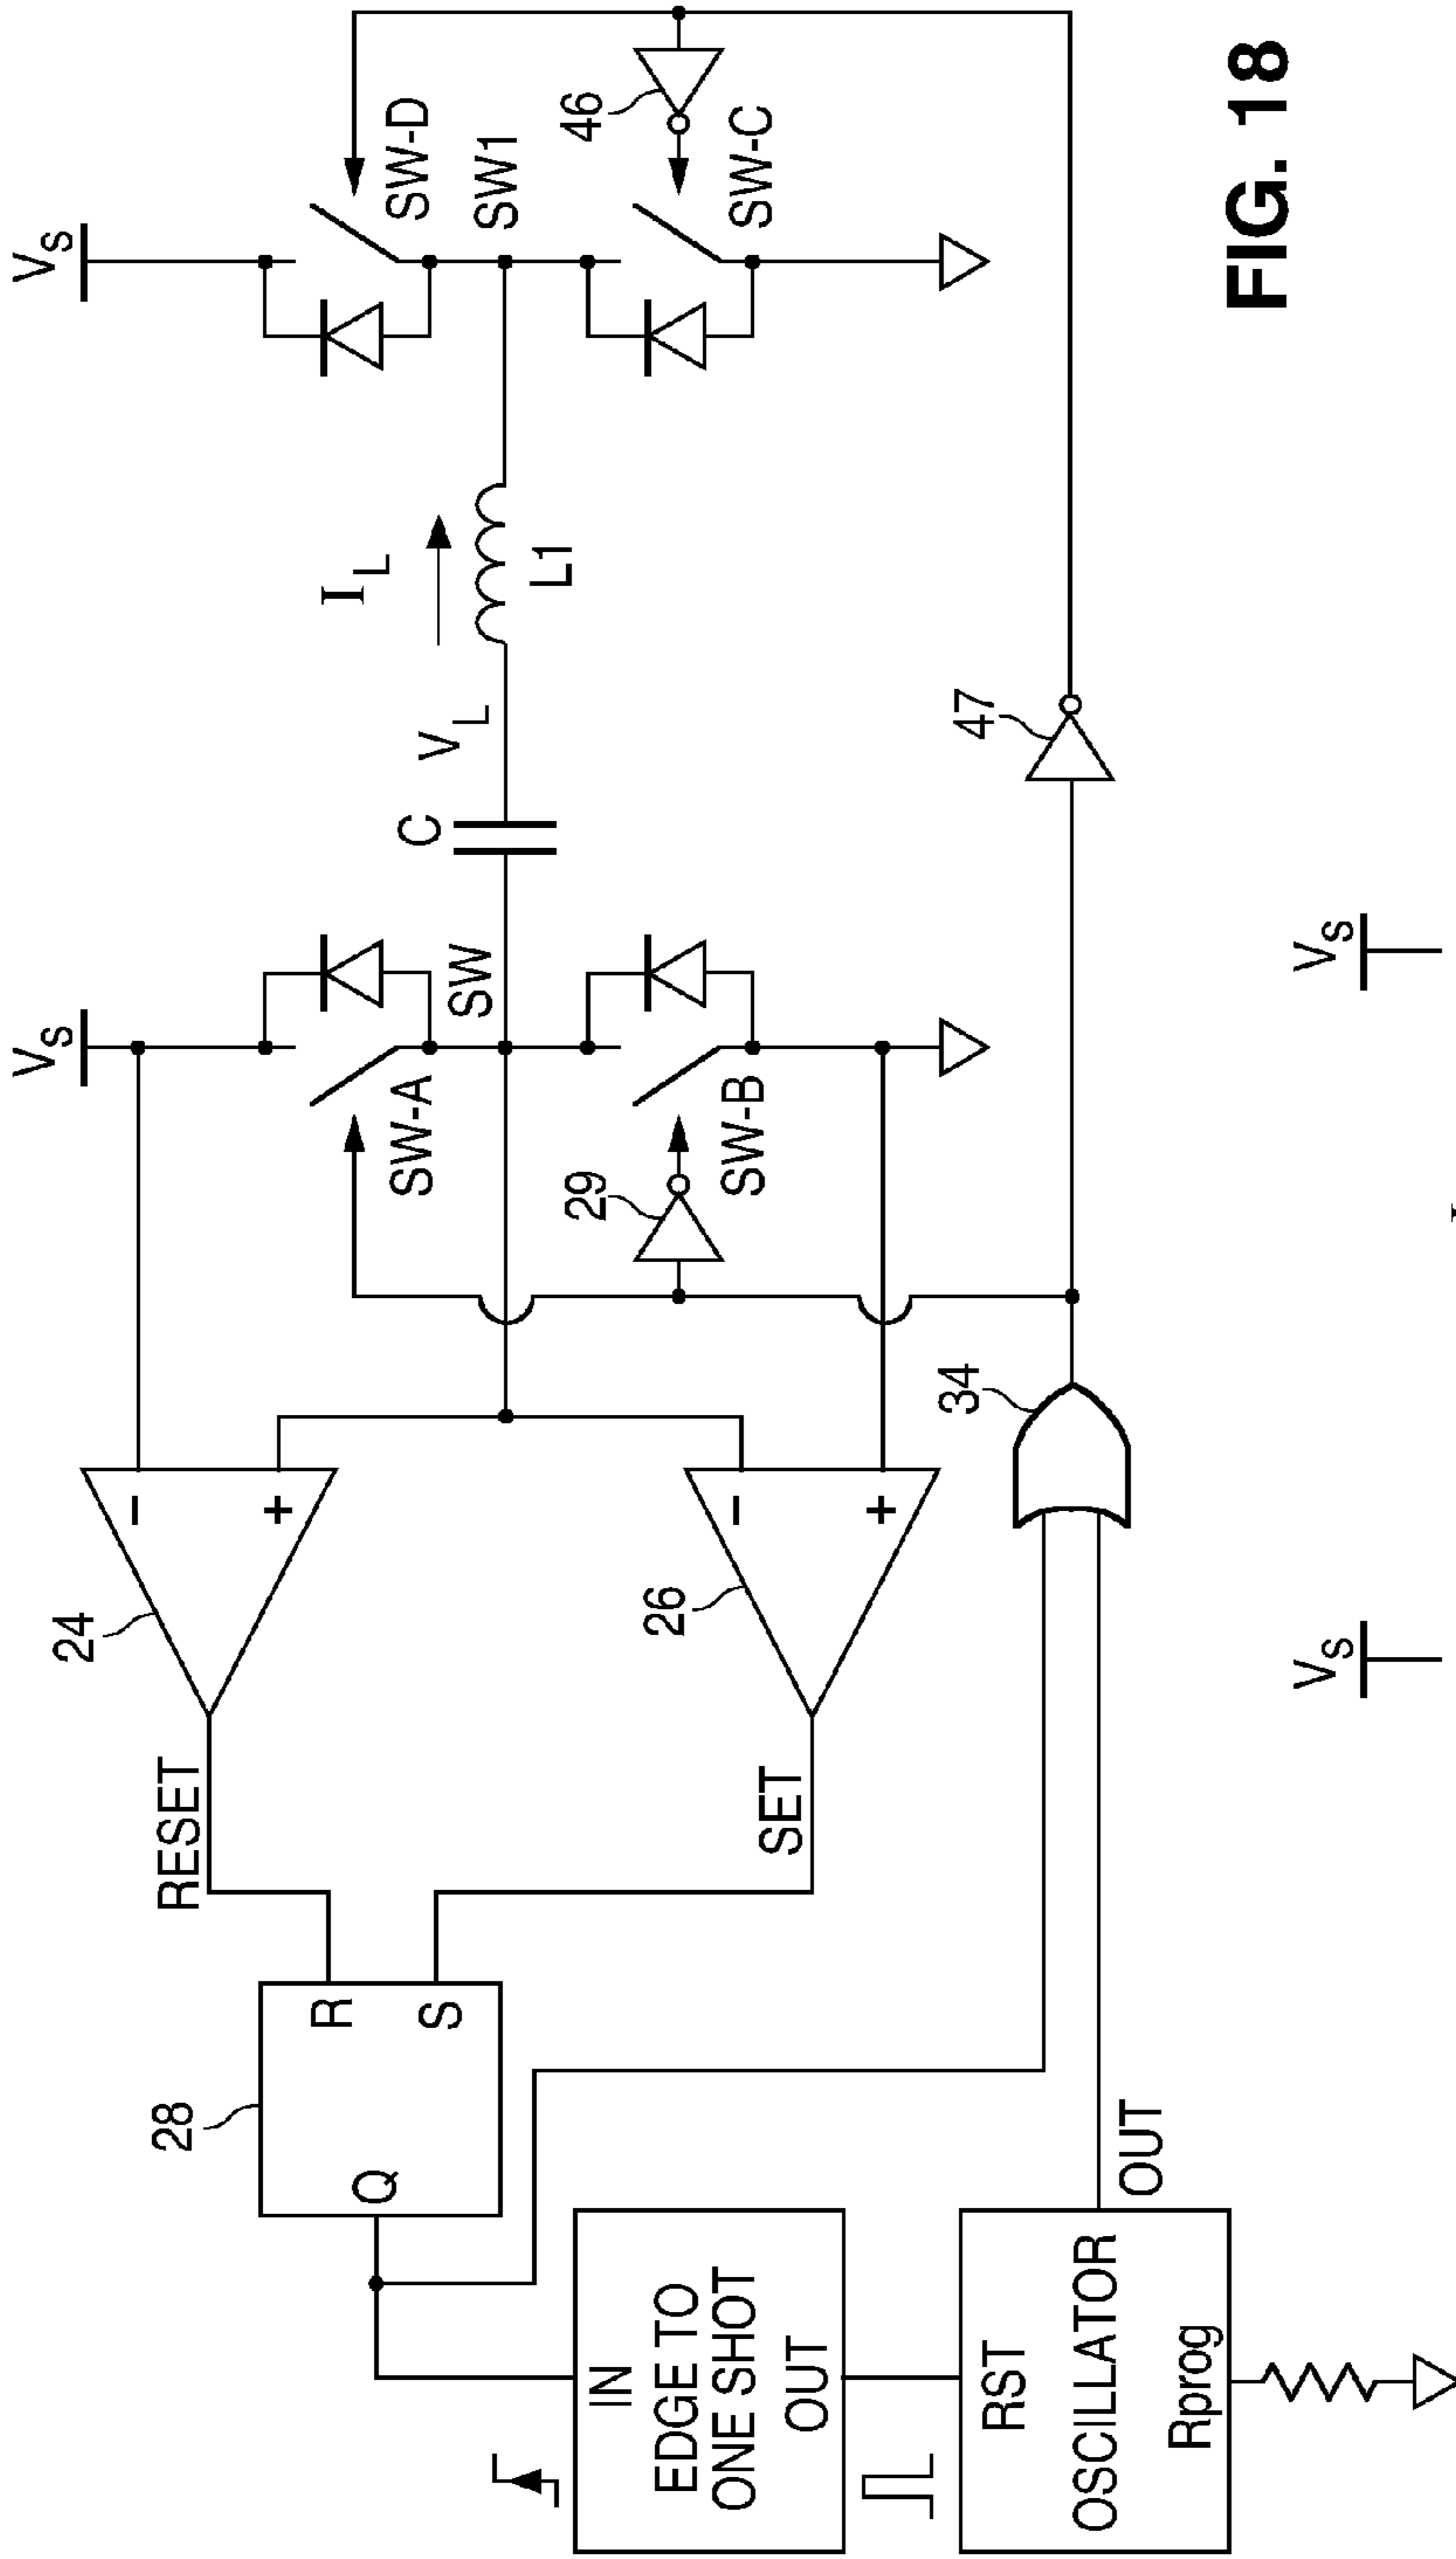 VS
VS
24
RESET
28
R
S
Q
SW-A
SW
C
VL
IL
L1
SW-D
SW1
46
SW-C
29
SW-B
26
SET
34
47
IN
EDGE TO
ONE SHOT
OUT
RST
OSCILLATOR
Rprog
OUT
VS
VS
FIG. 18